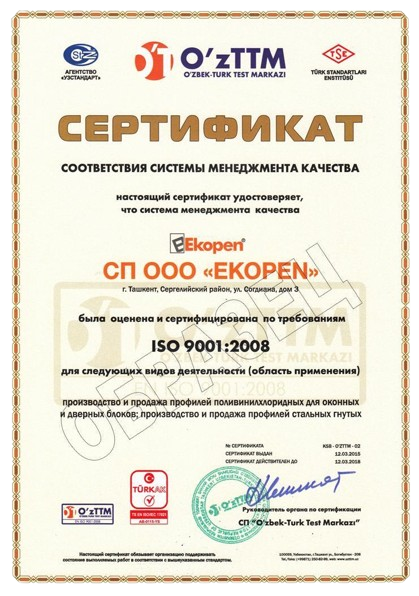 АГЕНТСТВО
«УЗСТАНДАРТ»
O'zTTM
O'ZBEK-TURK TEST MARKAZI
TSE
TÜRK STANDARTLARI
ENSTİTÜSÜ
СЕРТИФИКАТ
СООТВЕТСТВИЯ СИСТЕМЫ МЕНЕДЖМЕНТА КАЧЕСТВА
настоящий сертификат удостоверяет,
что система менеджмента качества
Ekopen
СП ООО «EKOPEN»
г. Ташкент, Сергелийский район, ул. Согдиана, дом 3
была оценена и сертифицирована по требованиям
ISO 9001:2008
для следующих видов деятельности (область применения)
производство и продажа профилей поливинилхлоридных для оконных
и дверных блоков; производство и продажа профилей стальных гнутых
ОБРАЗЕЦ
№ СЕРТИФИКАТА KSB - O'ZTTM - 02
СЕРТИФИКАТ ВЫДАН 12.03.2015
СЕРТИФИКАТ ДЕЙСТВИТЕЛЕН ДО 12.03.2018
O'zTTM
TÜRKAK
Руководитель органа по сертификации
СП "O'zbek-Turk Test Markazi"
Настоящий сертификат обязывает организацию поддерживать
состояние выполняемых работ в соответствии с вышеуказанным стандартом.